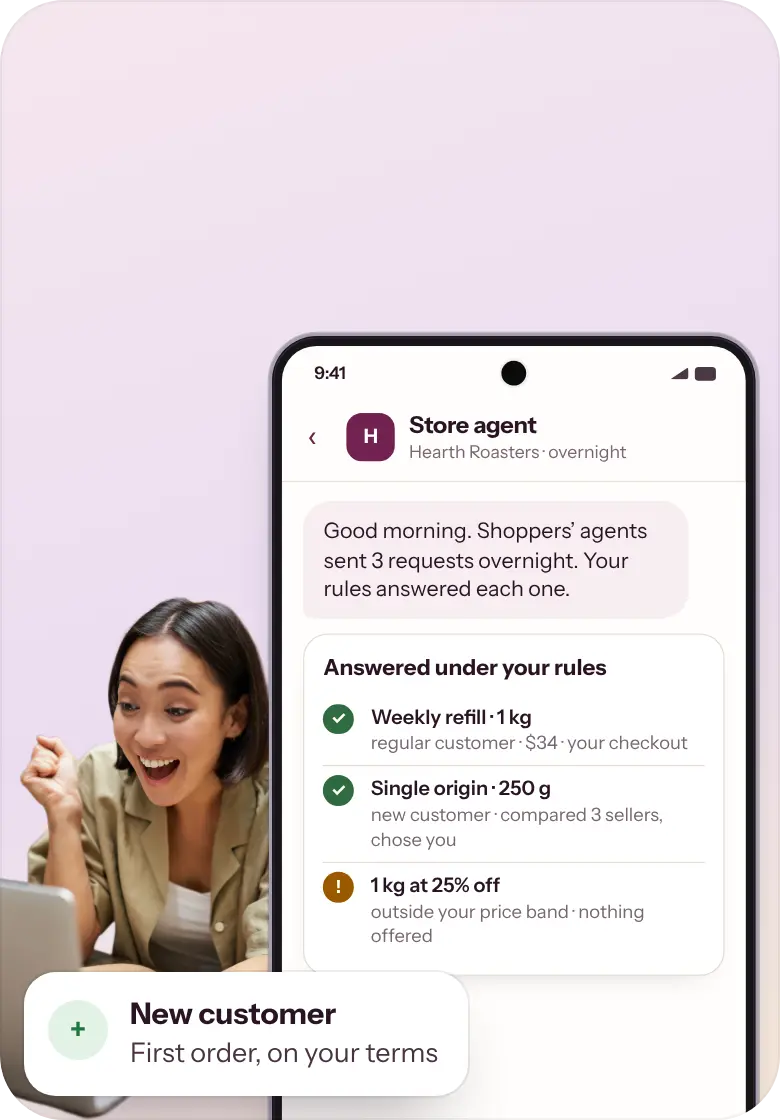 9:41
‹
H
Store agent
Hearth Roasters · overnight
Good morning. Shoppers’ agents
sent 3 requests overnight. Your
rules answered each one.
Answered under your rules
Weekly refill · 1 kg
regular customer · $34 · your checkout
Single origin · 250 g
new customer · compared 3 sellers,
chose you
!
1 kg at 25% off
outside your price band · nothing
offered
+
New customer
First order, on your terms